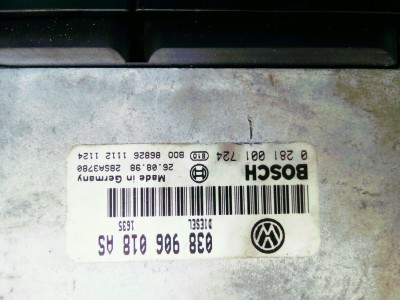 038 906 018 AS
DIESEL 1635
BOSCH Made in Germany
26.08.98 28SA3780
0 281 001 724 810 800 86826 1112 1124